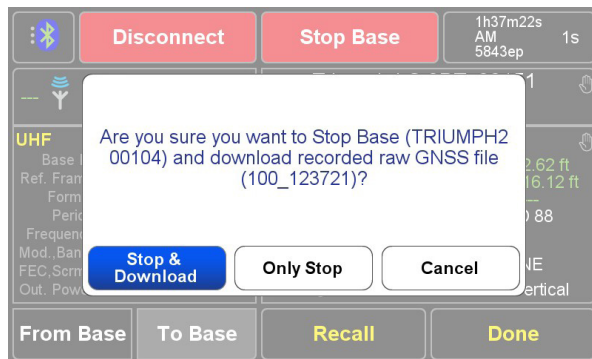 Disconnect
Stop Base
1h37m22s
AM 1s
5843ep
---
Are you sure you want to Stop Base (TRIUMPH2
00104) and download recorded raw GNSS file
(100_123721)?
UHF
Base
2.62 ft
Ref. Fram
16.12 ft
Form
---
Perio
88
Frequen
Mod.,Ban
FEC,Scrm
Out. Pow
Stop &
Download
Only Stop
Cancel
NE
ertical
From Base
To Base
Recall
Done